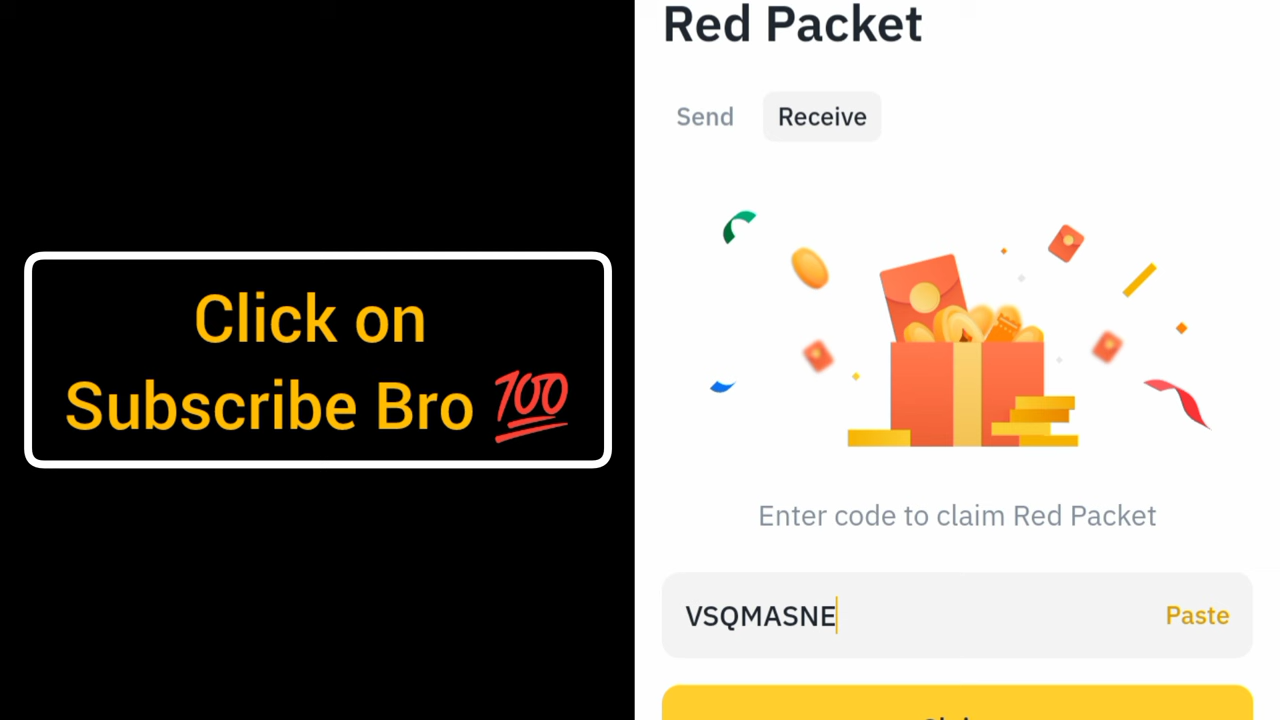 Click on
Subscribe Bro 💯
Red Packet
Send
Receive
Enter code to claim Red Packet
VSQMASNE
Paste